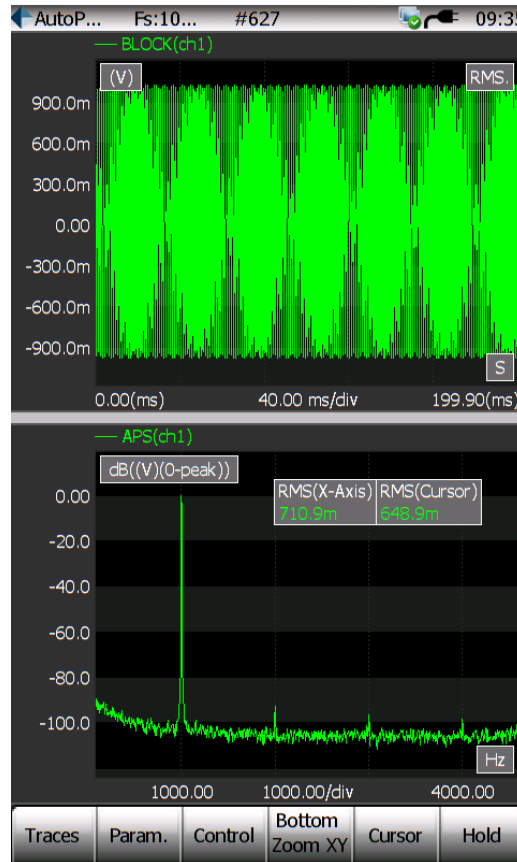 AutoP... Fs:10... #627 09:35
BLOCK(ch1)
(V) RMS.
900.0m
600.0m
300.0m
0.00
-300.0m
-600.0m
-900.0m
S
0.00(ms) 40.00 ms/div 199.90(ms)
APS(ch1)
dB((V)(0-peak))
RMS(X-Axis) RMS(Cursor)
710.9m 648.9m
0.00
-20.0
-40.0
-60.0
-80.0
-100.0
Hz
1000.00 1000.00/div 4000.00
Traces Param. Control Bottom Zoom XY Cursor Hold